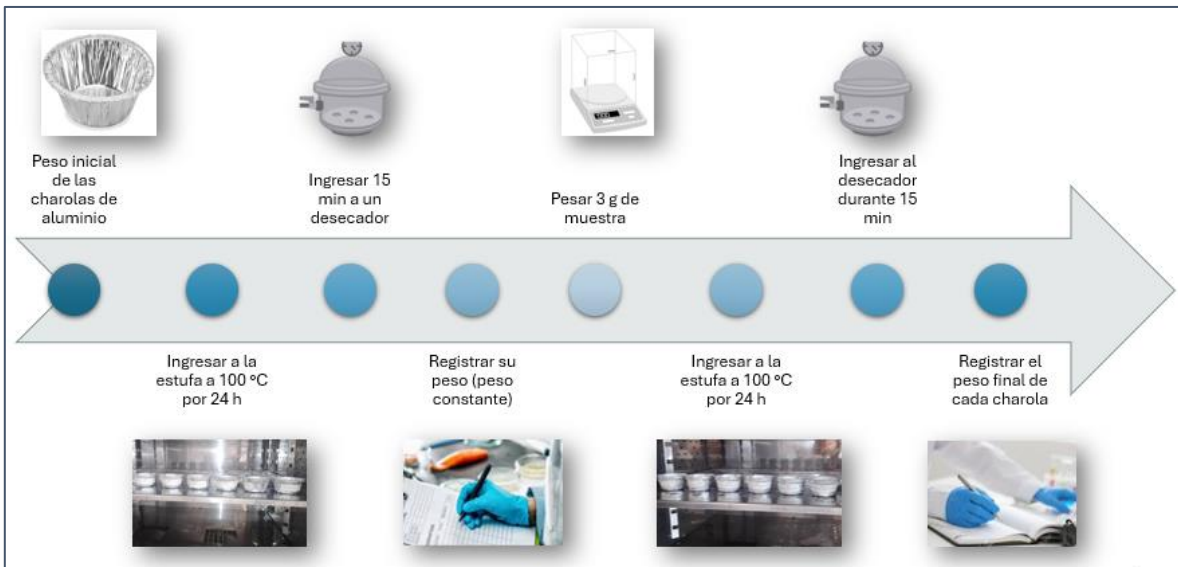 Peso inicial
de las
charolas de
aluminio
Ingresar a la
estufa a 100 °C
por 24 h
Ingresar 15
min a un
desecador
Registrar su
peso (peso
constante)
Pesar 3 g de
muestra
Ingresar a la
estufa a 100 °C
por 24 h
Ingresar al
desecador
durante 15
min
Registrar el
peso final de
cada charola